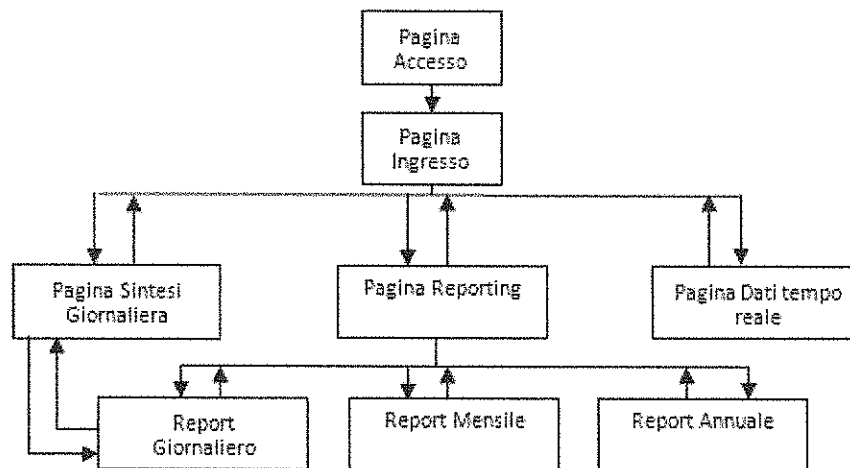 Pagina
Accesso
Pagina
Ingresso
Pagina Sintesi
Giornaliera
Pagina Reporting
Pagina Dati tempo
reale
Report
Giornaliero
Report Mensile
Report Annuale